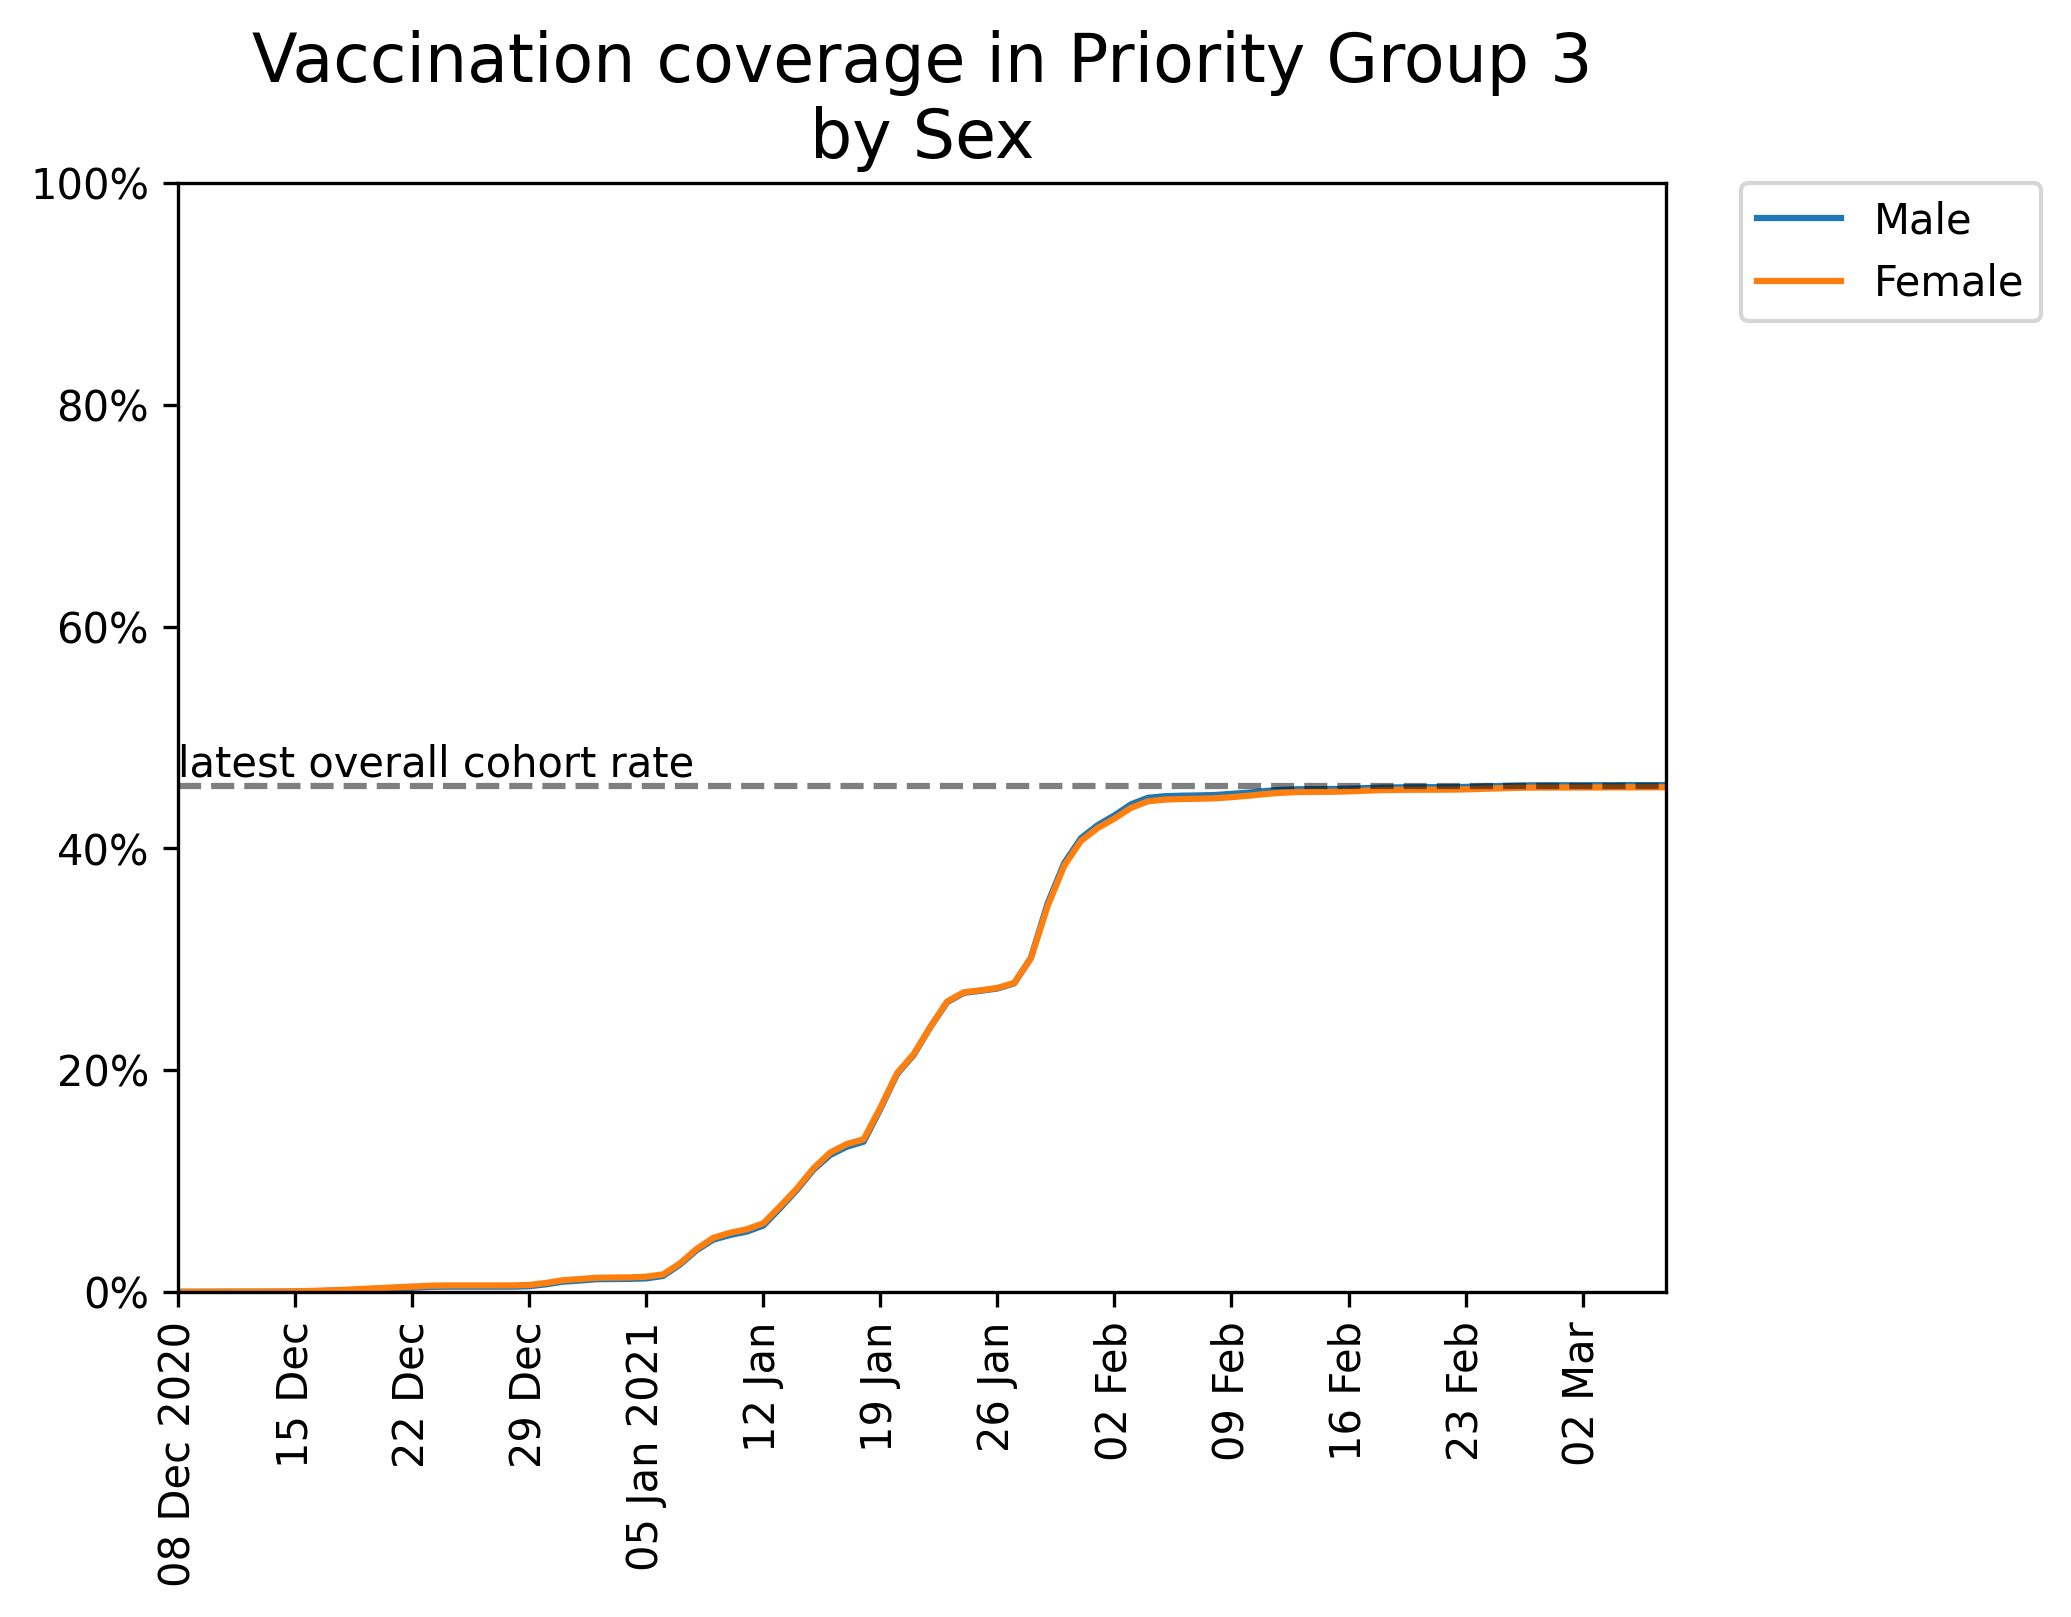 Vaccination coverage in Priority Group 3
by Sex
100%
80%
60%
40%
20%
0%
latest overall cohort rate
Male
Female
08 Dec 2020
15 Dec
22 Dec
29 Dec
05 Jan 2021
12 Jan
19 Jan
26 Jan
02 Feb
09 Feb
16 Feb
23 Feb
02 Mar